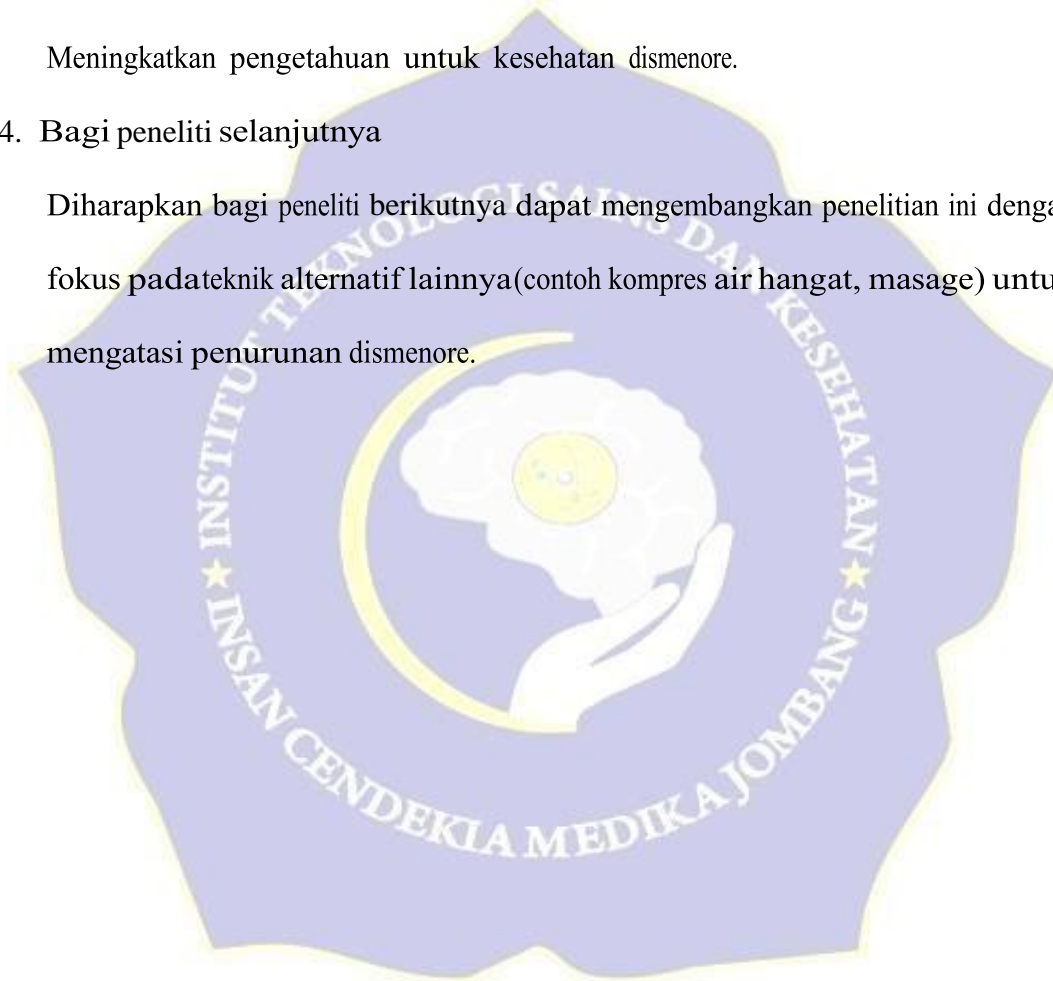 Meningkatkan pengetahuan untuk kesehatan dismenore.
4. Bagi peneliti selanjutnya
Diharapkan bagi peneliti berikutnya dapat mengembangkan penelitian ini denga
fokus pada teknik alternatif lainnya (contoh kompres air hangat, masage) untu
mengatasi penurunan dismenore.
INSTITUT TEKNOLOGI SAINS DAN KESEHATAN
★ INSAN CENDEKIA MEDIKA JOMBANG ★